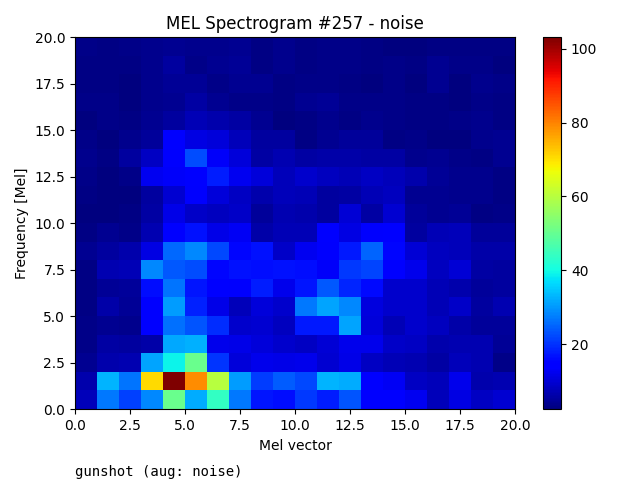 MEL Spectrogram #257 - noise
20.0
17.5
15.0
12.5
10.0
7.5
5.0
2.5
0.0
Frequency [Mel]
0.0 2.5 5.0 7.5 10.0 12.5 15.0 17.5 20.0
Mel vector
100
80
60
40
20
gunshot (aug: noise)